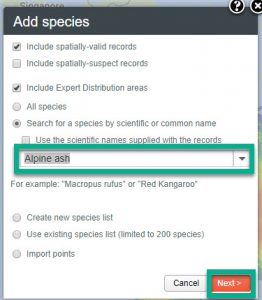 Singapore
?
X
Add species
Include spatially-valid records
Include spatially-suspect records
Include Expert Distribution areas
All species
Search for a species by scientific or common name
Use the scientific names supplied with the records
Alpine ash
For example: "Macropus rufus" or "Red Kangaroo"
Create new species list
Use existing species list (limited to 200 species)
Import points
Cancel
Next >